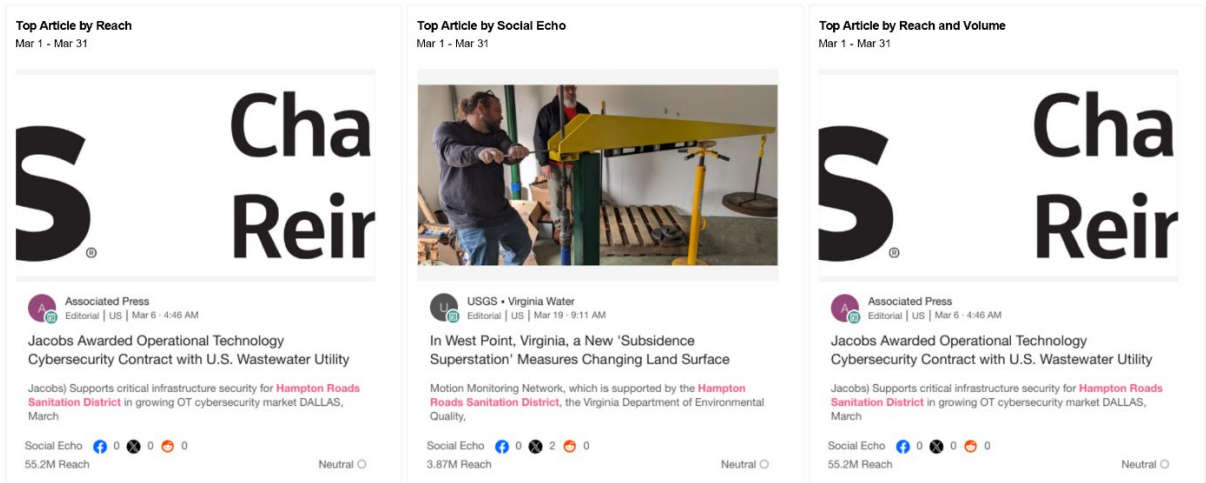 Top Article by Reach
Mar 1 - Mar 31
Cha
S®
Reir
A
Associated Press
Editorial | US | Mar 6 · 4:46 AM
Jacobs Awarded Operational Technology
Cybersecurity Contract with U.S. Wastewater Utility
Jacobs) Supports critical infrastructure security for Hampton Roads
Sanitation District in growing OT cybersecurity market DALLAS,
March
Social Echo 0 0 0
55.2M Reach Neutral
Top Article by Social Echo
Mar 1 - Mar 31
U
USGS • Virginia Water
Editorial | US | Mar 19 · 9:11 AM
In West Point, Virginia, a New 'Subsidence
Superstation' Measures Changing Land Surface
Motion Monitoring Network, which is supported by the Hampton
Roads Sanitation District, the Virginia Department of Environmental
Quality,
Social Echo 0 2 0
3.87M Reach Neutral
Top Article by Reach and Volume
Mar 1 - Mar 31
Cha
S®
Reir
A
Associated Press
Editorial | US | Mar 6 · 4:46 AM
Jacobs Awarded Operational Technology
Cybersecurity Contract with U.S. Wastewater Utility
Jacobs) Supports critical infrastructure security for Hampton Roads
Sanitation District in growing OT cybersecurity market DALLAS,
March
Social Echo 0 0 0
55.2M Reach Neutral